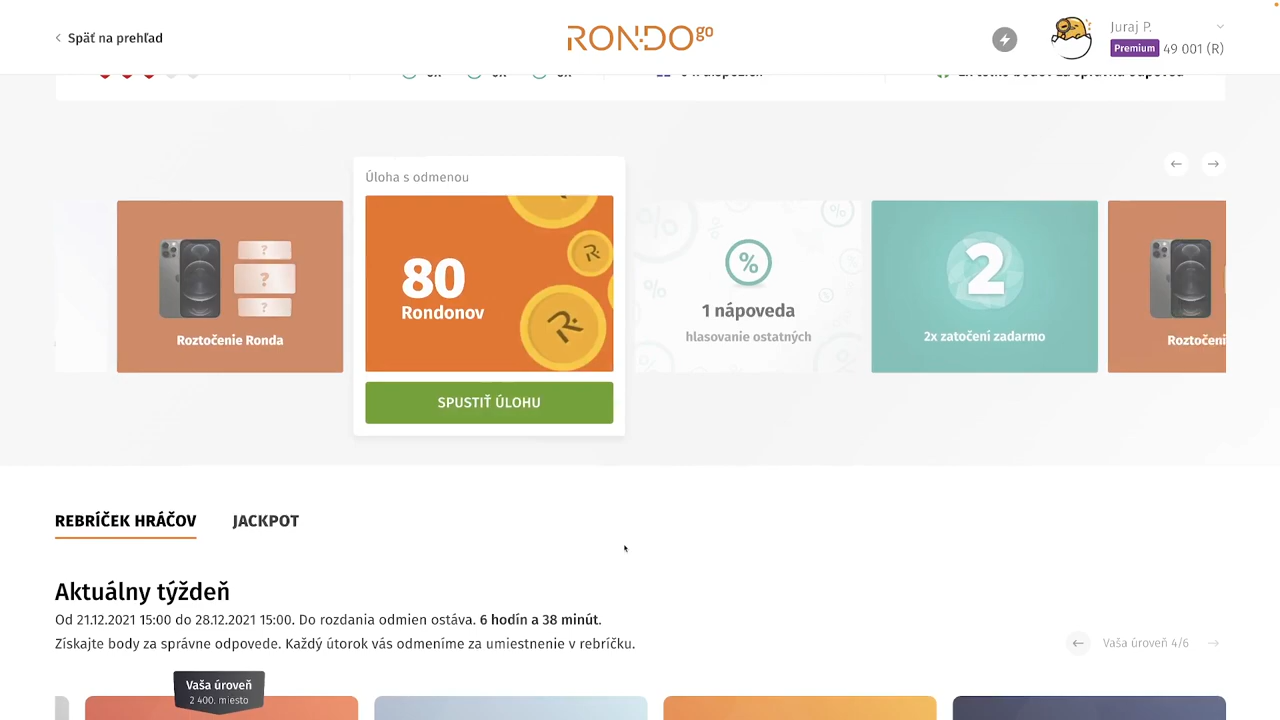 Späť na prehľad
RONDO go
Juraj P.
Premium 49 001 (R)
Úloha s odmenou
80
Rondonov
SPUSTIŤ ÚLOHU
?
?
?
Roztočenie Ronda
%
1 nápoveda
hlasovanie ostatných
2
2x zatočení zadarmo
Roztočeni
REBRÍČEK HRÁČOV
JACKPOT
Aktuálny týždeň
Od 21.12.2021 15:00 do 28.12.2021 15:00. Do rozdania odmien ostáva. 6 hodín a 38 minút.
Získajte body za správne odpovede. Každý útorok vás odmeníme za umiestnenie v rebríčku.
Vaša úroveň 4/6
Vaša úroveň
2 400. miesto